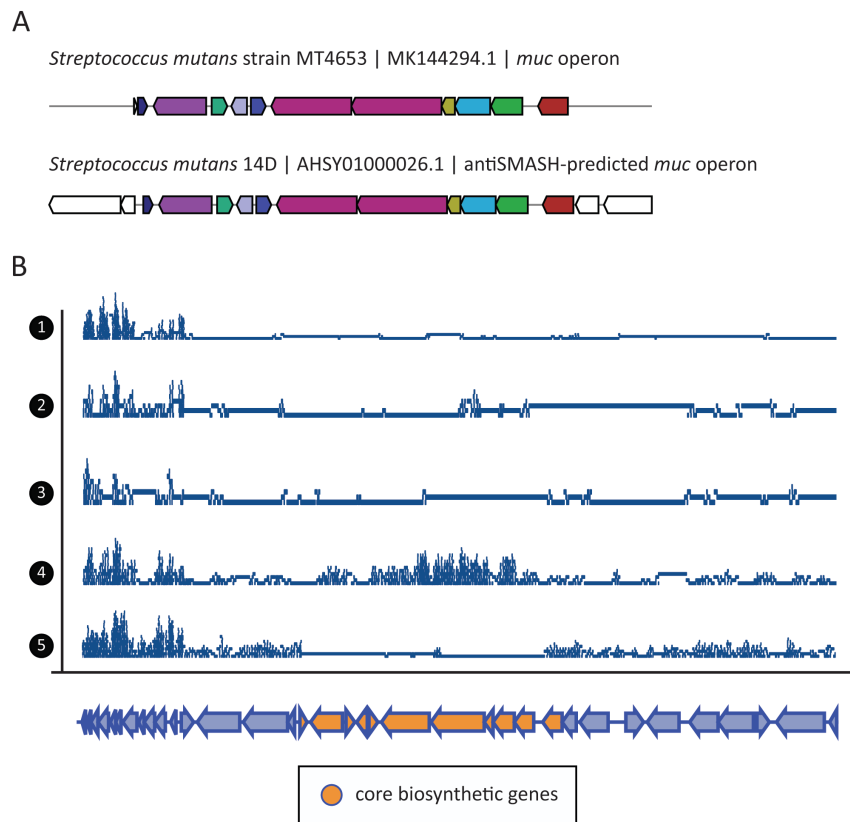 A
Streptococcus mutans strain MT4653 | MK144294.1 | muc operon
Streptococcus mutans 14D | AHSY01000026.1 | antiSMASH-predicted muc operon
B
1
2
3
4
5
core biosynthetic genes